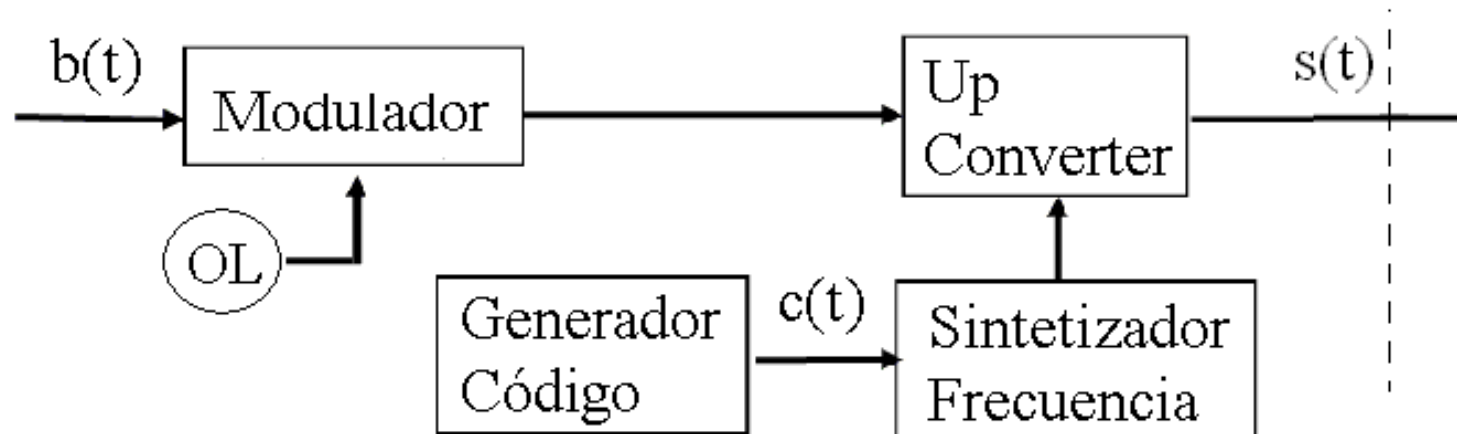 b(t)
Modulador
Up
Converter
s(t)
OL
Generador
Código
c(t)
Sintetizador
Frecuencia